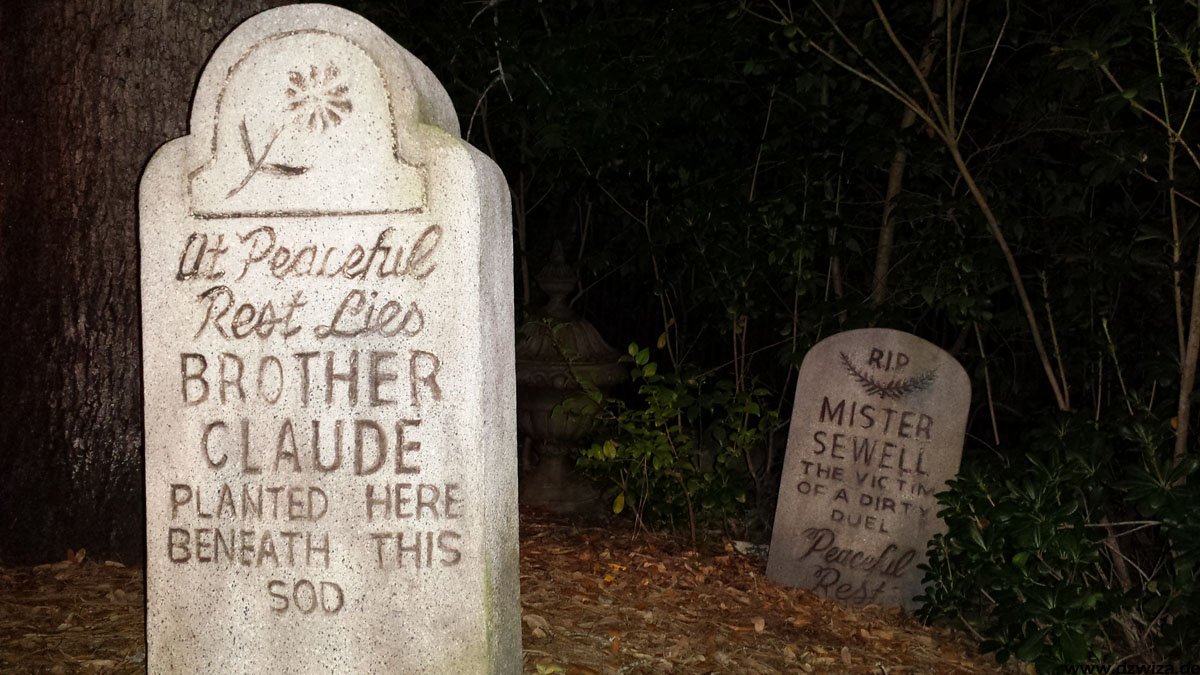 At Peaceful
Rest Lies
BROTHER
CLAUDE
PLANTED HERE
BENEATH THIS
SOD
RIP
MISTER
SEWELL
THE VICTIM
OF A DIRTY
DUEL
Peaceful
Rest
www.dzwiza.de